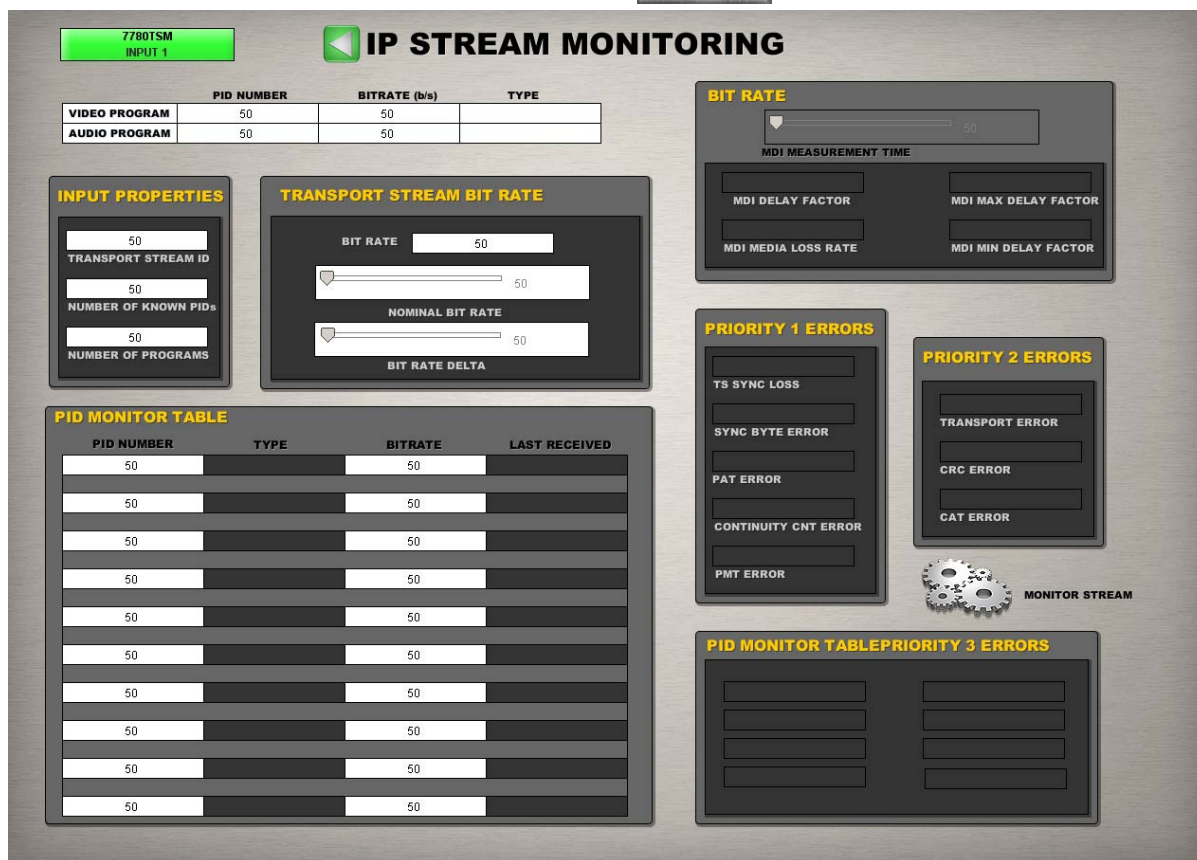 7780TSM
INPUT 1
IP STREAM MONITORING
PID NUMBER BITRATE (b/s) TYPE
VIDEO PROGRAM 50 50
AUDIO PROGRAM 50 50
INPUT PROPERTIES
50
TRANSPORT STREAM ID
50
NUMBER OF KNOWN PIDs
50
NUMBER OF PROGRAMS
TRANSPORT STREAM BIT RATE
BIT RATE 50
50
NOMINAL BIT RATE
50
BIT RATE DELTA
PID MONITOR TABLE
PID NUMBER TYPE BITRATE LAST RECEIVED
50 50
50 50
50 50
50 50
50 50
50 50
50 50
50 50
50 50
50 50
BIT RATE
50
MDI MEASUREMENT TIME
MDI DELAY FACTOR MDI MAX DELAY FACTOR
MDI MEDIA LOSS RATE MDI MIN DELAY FACTOR
PRIORITY 1 ERRORS
TS SYNC LOSS
SYNC BYTE ERROR
PAT ERROR
CONTINUITY CNT ERROR
PMT ERROR
PRIORITY 2 ERRORS
TRANSPORT ERROR
CRC ERROR
CAT ERROR
MONITOR STREAM
PID MONITOR TABLEPRIORITY 3 ERRORS